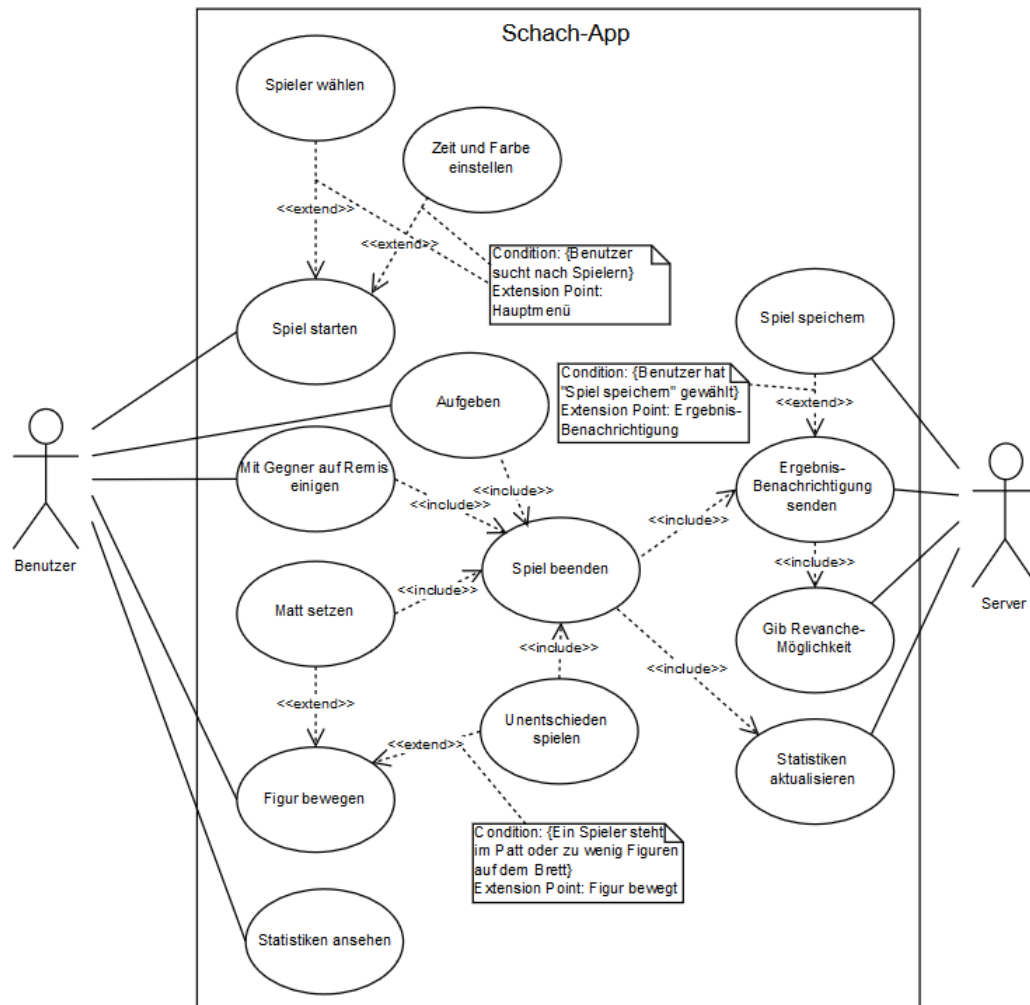 Schach-App
Spieler wählen
Zeit und Farbe
einstellen
<<extend>>
<<extend>>
Condition: {Benutzer
sucht nach Spielern}
Extension Point:
Hauptmenü
Spiel starten
Spiel speichern
Condition: {Benutzer hat
"Spiel speichern" gewählt}
Extension Point: Ergebnis-
Benachrichtigung
<<extend>>
Aufgeben
Mit Gegner auf Remis
einigen
<<include>>
<<include>>
Ergebnis-
Benachrichtigung
senden
<<include>>
Benutzer
Spiel beenden
<<include>>
Matt setzen
<<include>>
Server
Gib Revanche-
Möglichkeit
<<include>>
<<include>>
<<extend>>
Unentschieden
spielen
<<extend>>
Statistiken
aktualisieren
Figur bewegen
Condition: {Ein Spieler steht
im Patt oder zu wenig Figuren
auf dem Brett}
Extension Point: Figur bewegt
Statistiken ansehen